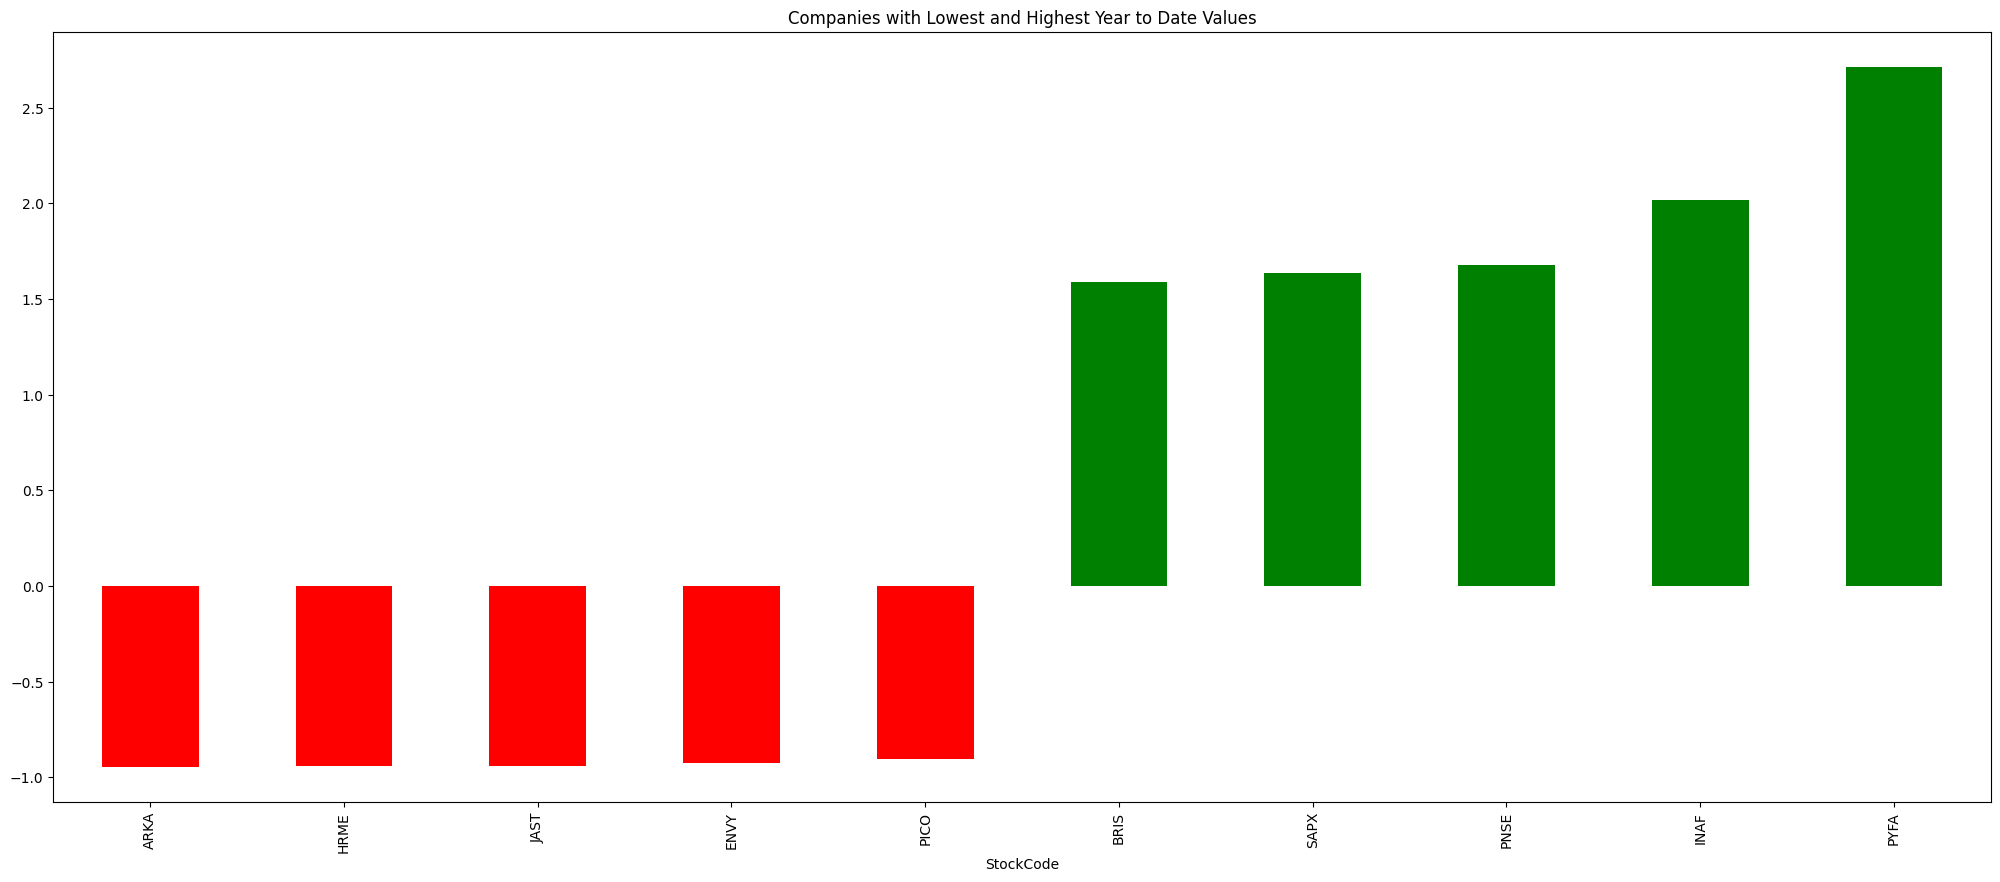 Companies with Lowest and Highest Year to Date Values
2.5
2.0
1.5
1.0
0.5
0.0
−0.5
−1.0
ARKA
HRME
JAST
ENVY
PICO
BRIS
SAPX
PNSE
INAF
PYFA
StockCode